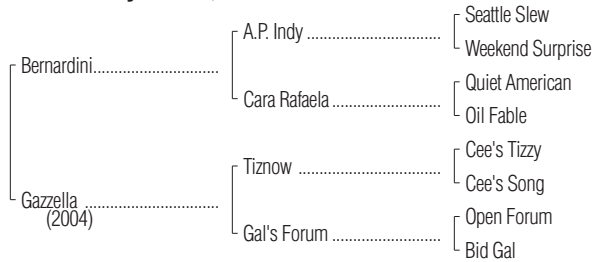 Seattle Slew
A.P. Indy ..............................
Weekend Surprise
Bernardini............................
Quiet American
Cara Rafaela ........................
Oil Fable
Cee's Tizzy
Tiznow ................................
Cee's Song
Gazzella ..............................
(2004)
Open Forum
Gal's Forum ........................
Bid Gal